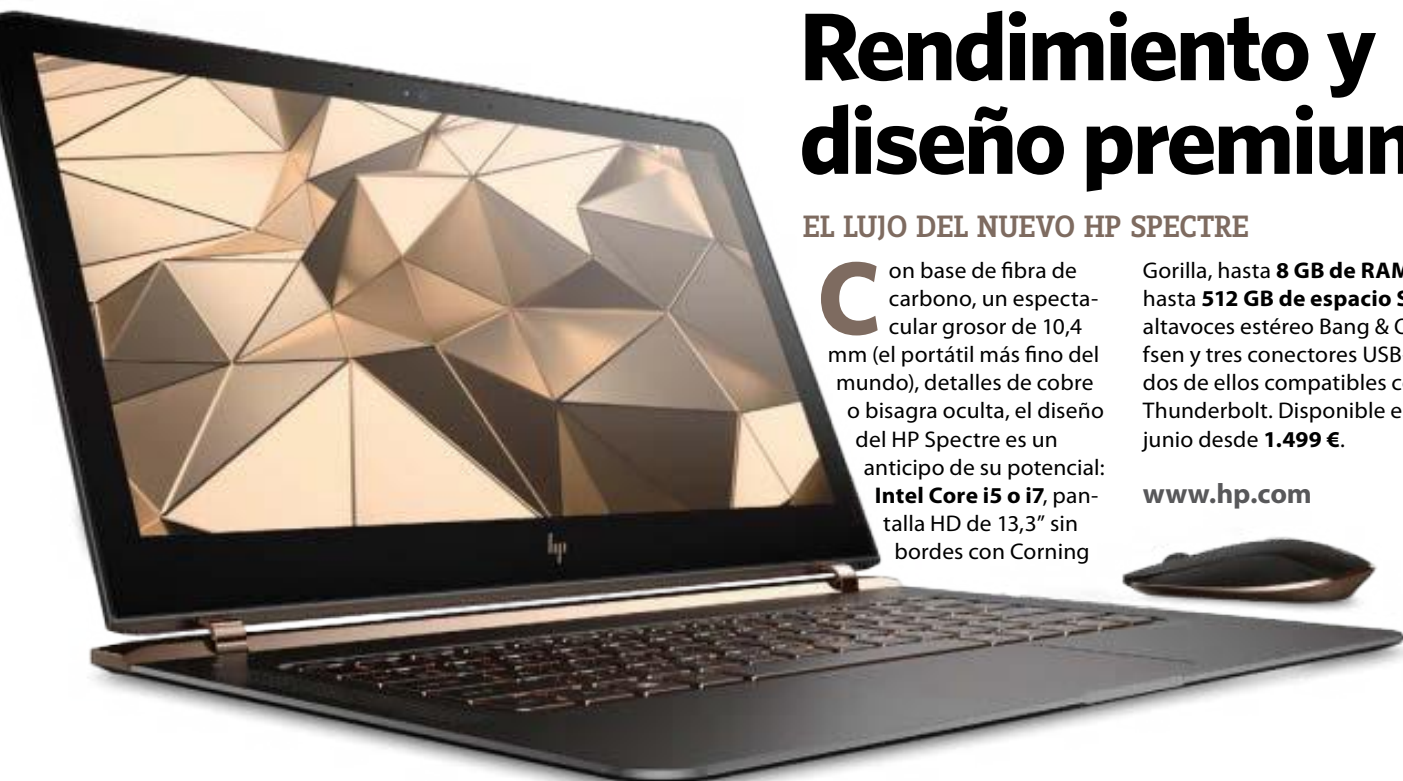 Rendimiento y
diseño
EL LUJO DEL NUEVO HP SPECTRE
Con base de fibra de
carbono, un especta-
cular grosor de 10,4
mm (el portátil más fino del
mundo), detalles de cobre
o bisagra oculta, el diseño
del HP Spectre es un
anticipo de su potencial:
Intel Core i5 o i7, pan-
talla HD de 13,3” sin
bordes con Corning
Gorilla, hasta 8 GB de RAM
hasta 512 GB de espacio
altavoces estéreo Bang &
fsen y tres conectores USB
dos de ellos compatibles
Thunderbolt. Disponible
junio desde 1.499 €.
www.hp.com
hp